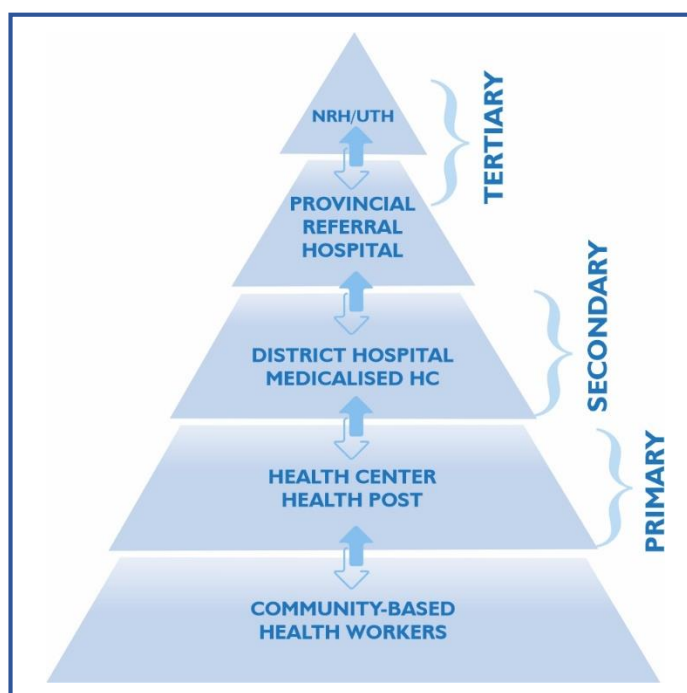 NRH/UTH
TERTIARY
PROVINCIAL
REFERRAL
HOSPITAL
DISTRICT HOSPITAL
MEDICALISED HC
SECONDARY
HEALTH CENTER
HEALTH POST
PRIMARY
COMMUNITY-BASED
HEALTH WORKERS